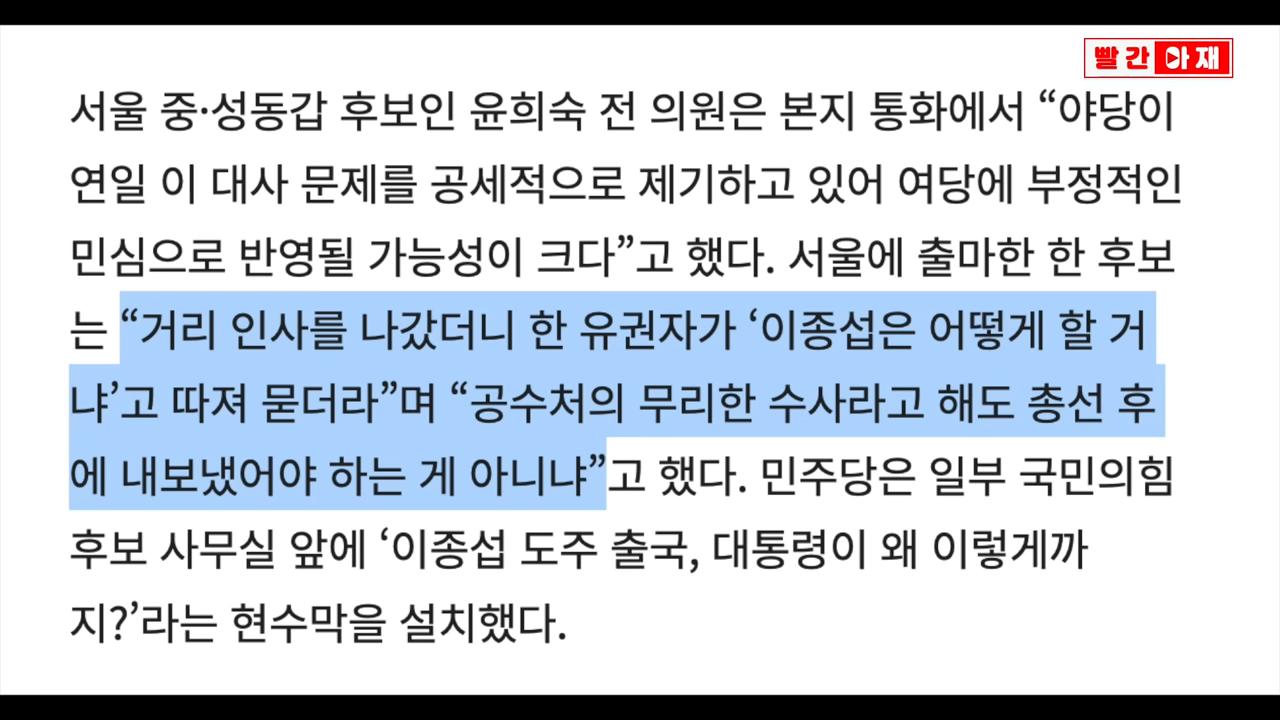 빨간아재
서울 중·성동갑 후보인 윤희숙 전 의원은 본지 통화에서 “야당이
연일 이 대사 문제를 공세적으로 제기하고 있어 여당에 부정적인
민심으로 반영될 가능성이 크다”고 했다. 서울에 출마한 한 후보
는 “거리 인사를 나갔더니 한 유권자가 ‘이종섭은 어떻게 할 거
냐’고 따져 묻더라”며 “공수처의 무리한 수사라고 해도 총선 후
에 내보냈어야 하는 게 아니냐”고 했다. 민주당은 일부 국민의힘
후보 사무실 앞에 ‘이종섭 도주 출국, 대통령이 왜 이렇게까
지?’라는 현수막을 설치했다.